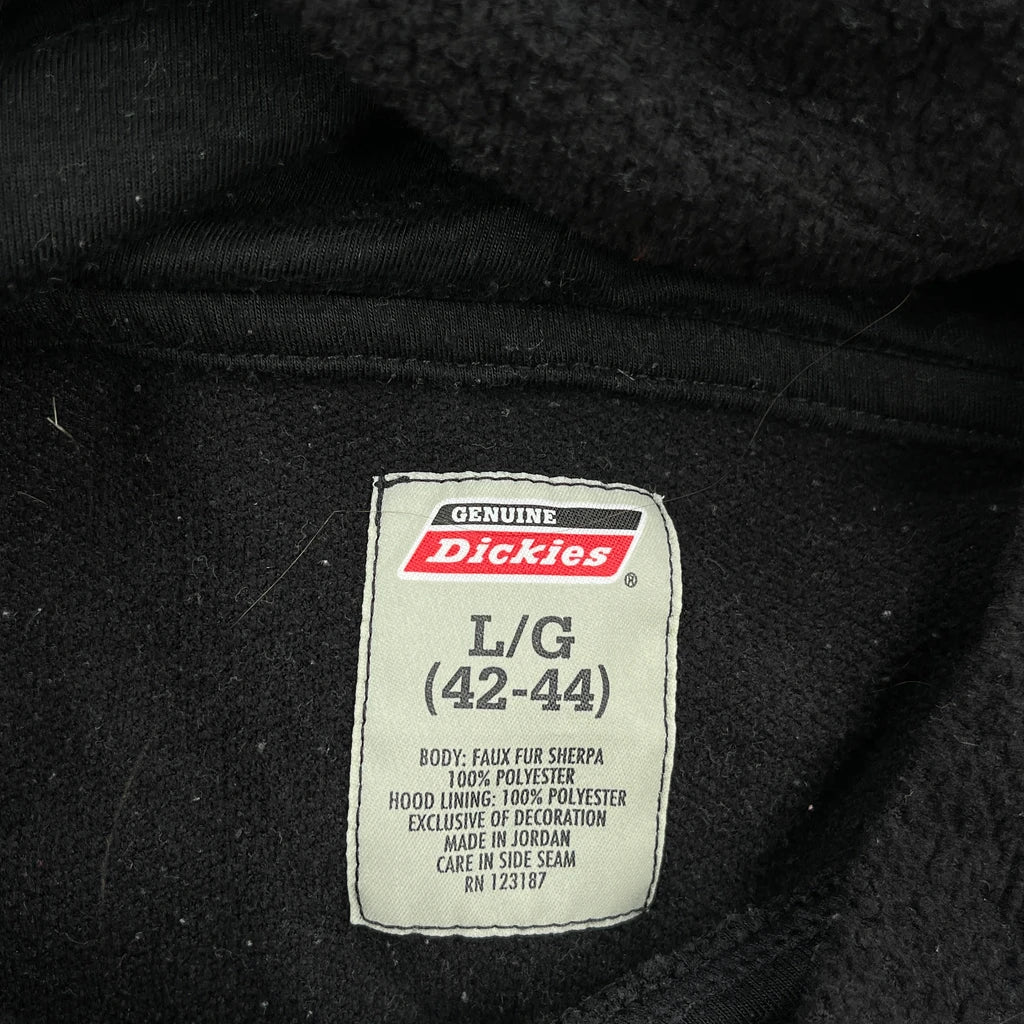 GENUINE
Dickies®
L/G
(42-44)
BODY: FAUX FUR SHERPA
100% POLYESTER
HOOD LINING: 100% POLYESTER
EXCLUSIVE OF DECORATION
MADE IN JORDAN
CARE IN SIDE SEAM
RN 123187